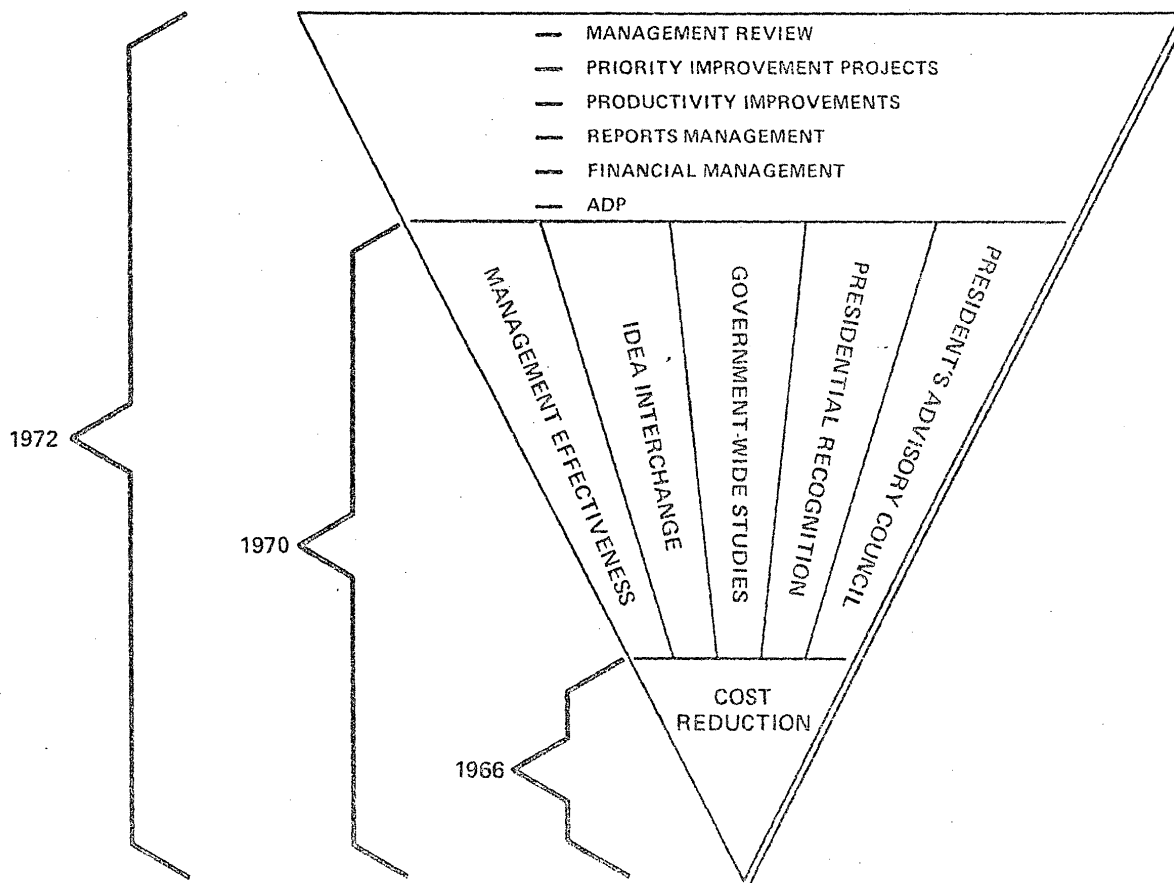 — MANAGEMENT REVIEW
— PRIORITY IMPROVEMENT PROJECTS
— PRODUCTIVITY IMPROVEMENTS
— REPORTS MANAGEMENT
— FINANCIAL MANAGEMENT
— ADP
MANAGEMENT EFFECTIVENESS
IDEA INTERCHANGE
GOVERNMENT-WIDE STUDIES
PRESIDENTIAL RECOGNITION
PRESIDENT'S ADVISORY COUNCIL
1972
1970
COST
REDUCTION
1966